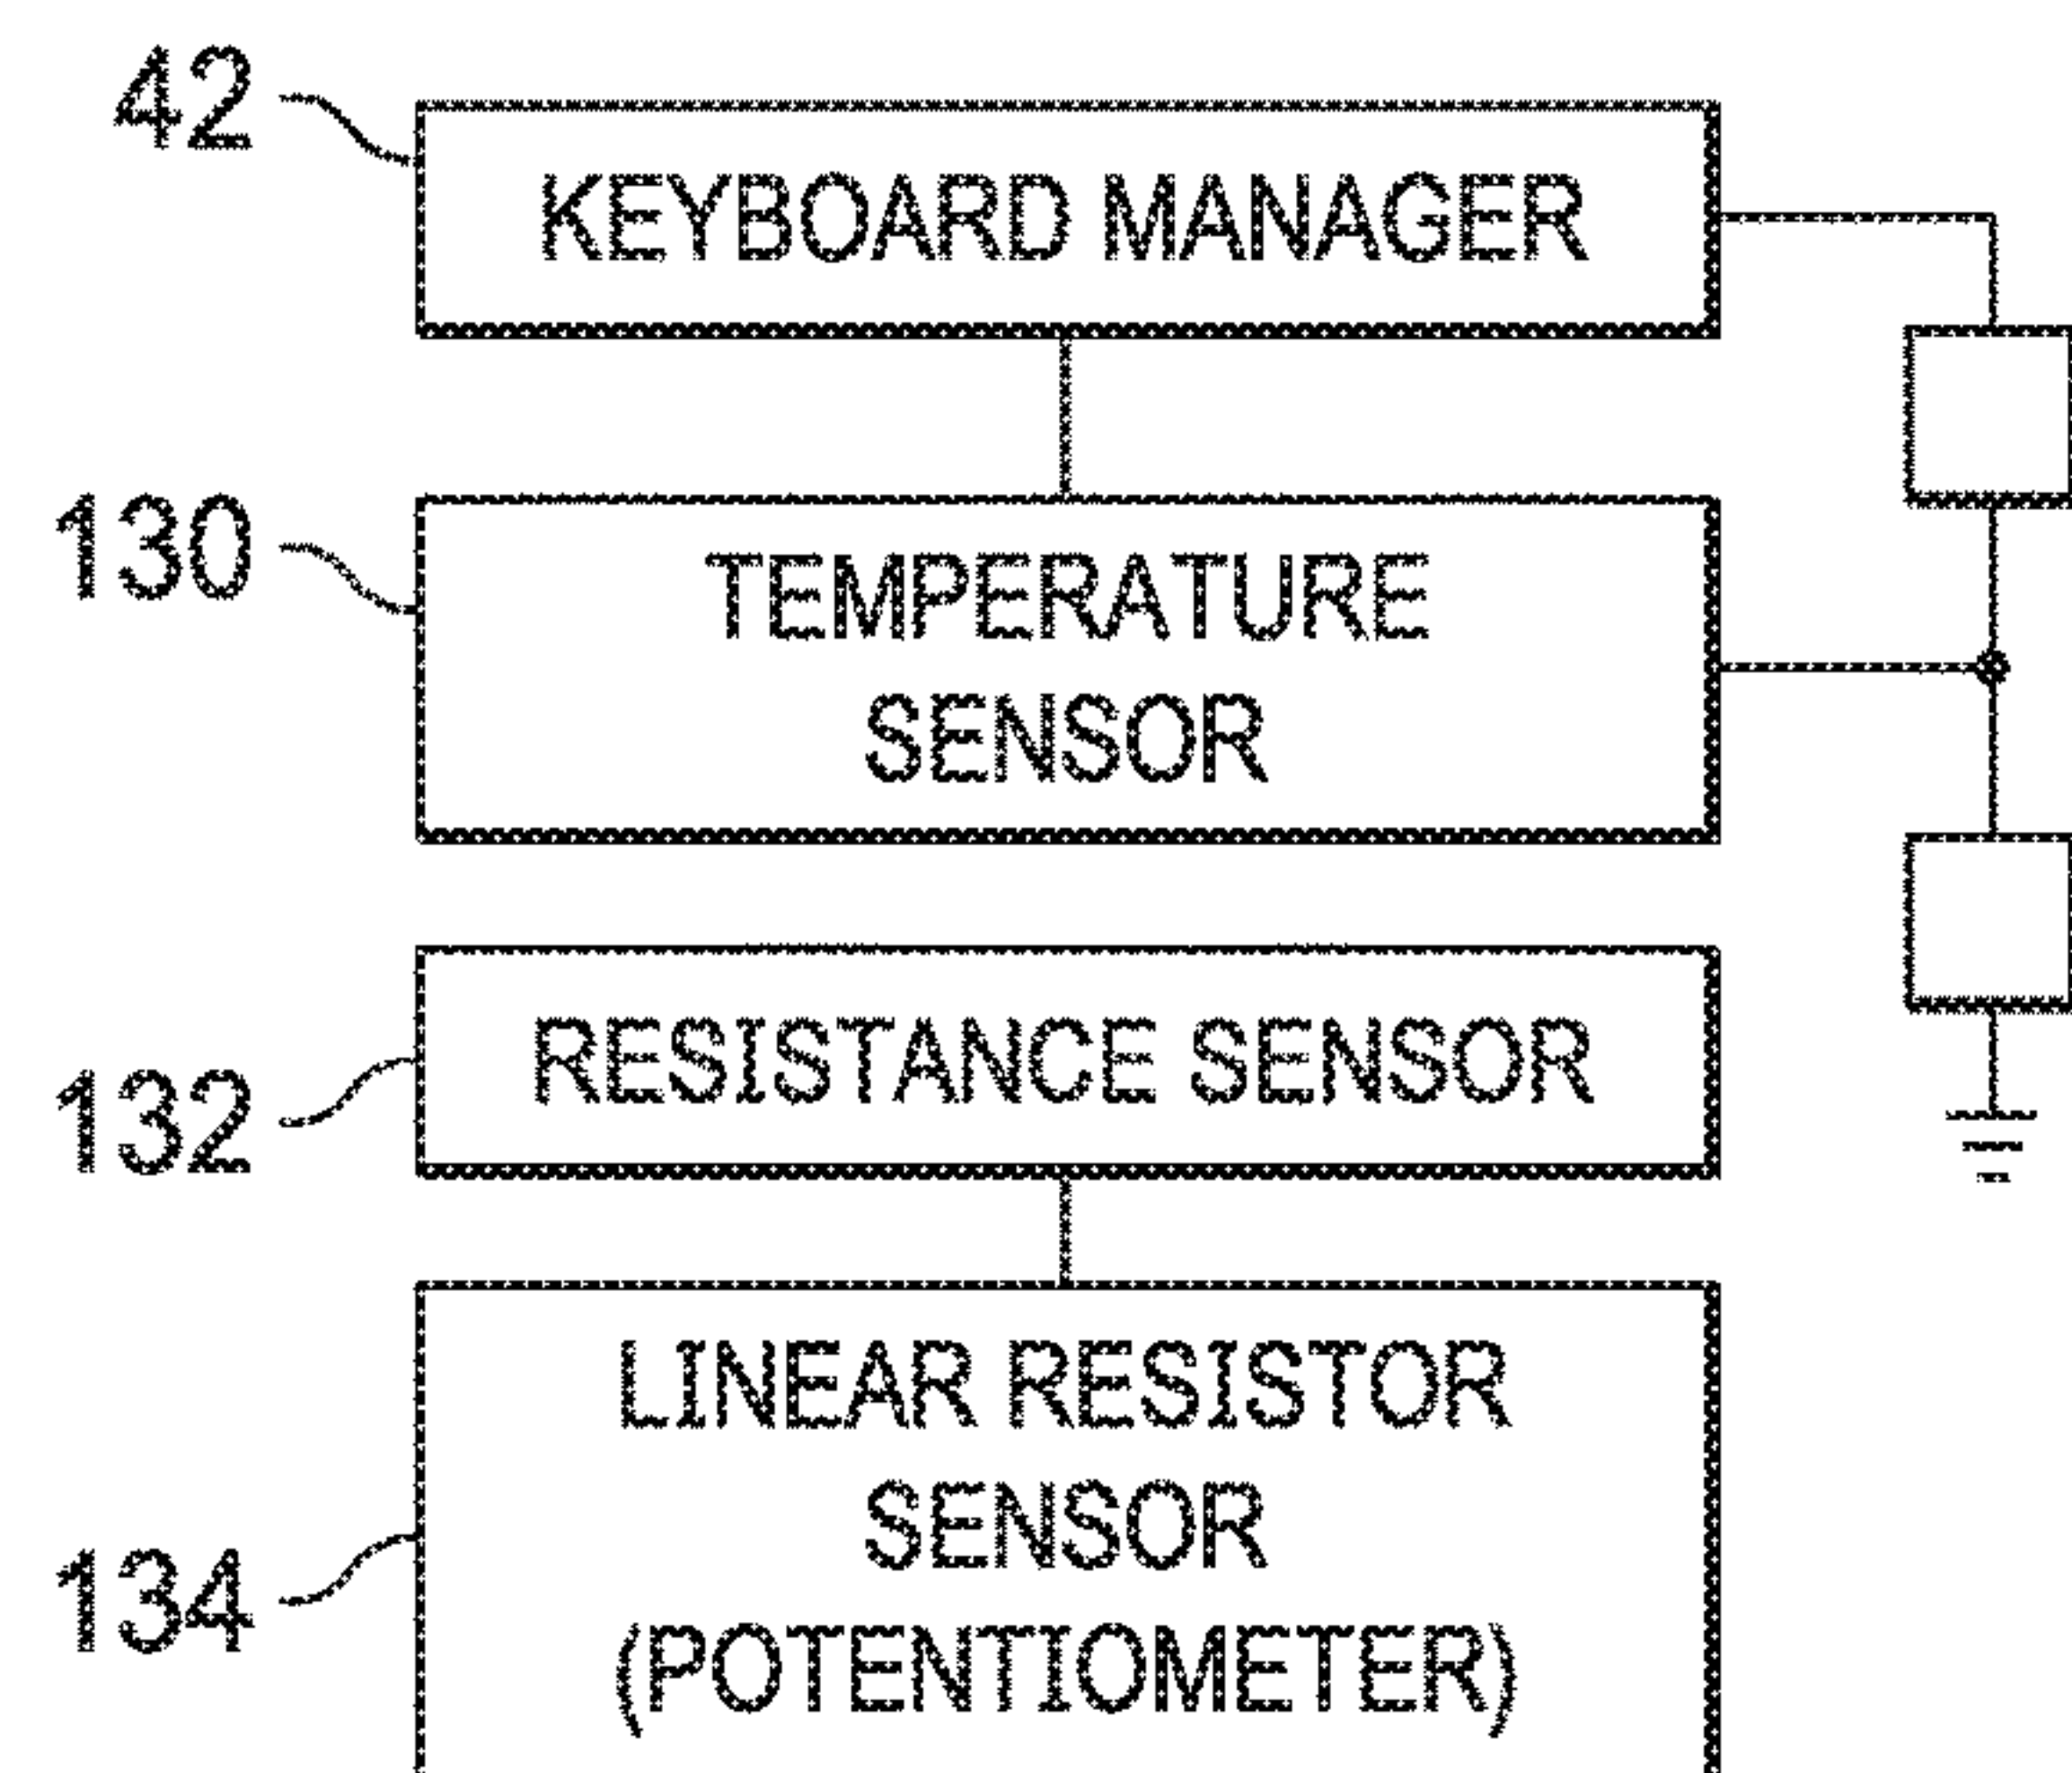 42
KEYBOARD MANAGER
130
TEMPERATURE
SENSOR
132
RESISTANCE SENSOR
134
LINEAR RESISTOR
SENSOR
(POTENTIOMETER)